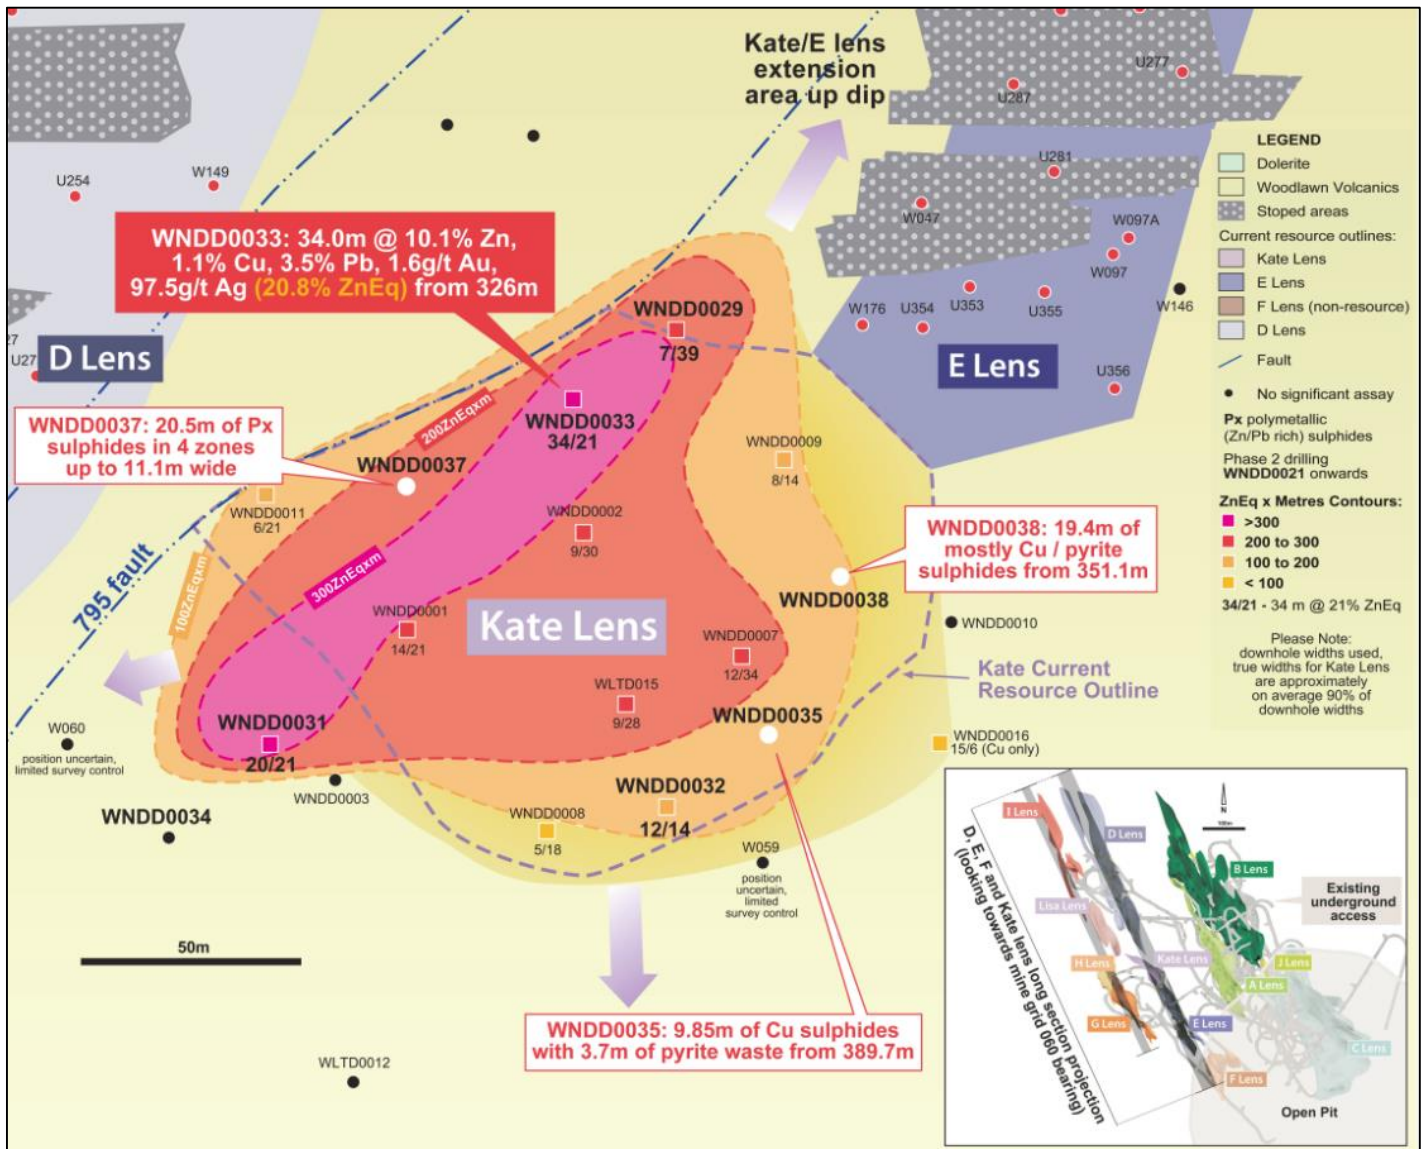 Kate/E lens
extension
area up dip
U277
U287
U254
W149
U281
W047
W097A
W097
W146
WNDD0033: 34.0m @ 10.1% Zn,
1.1% Cu, 3.5% Pb, 1.6g/t Au,
97.5g/t Ag (20.8% ZnEq) from 326m
W176
U354
U353
U355
U356
E Lens
D Lens
27
U27
WNDD0029
7/39
WNDD0037: 20.5m of Px
sulphides in 4 zones
up to 11.1m wide
200ZnEqxm
WNDD0033
34/21
WNDD0037
WNDD0009
8/14
WNDD0011
6/21
WNDD0002
9/30
WNDD0038: 19.4m of
mostly Cu / pyrite
sulphides from 351.1m
795 fault
100ZnEqxm
300ZnEqxm
WNDD0038
WNDD0001
14/21
Kate Lens
WNDD0007
12/34
WNDD0010
Kate Current
Resource Outline
WLTD015
9/28
WNDD0035
WNDD0031
20/21
W060
position uncertain,
limited survey control
WNDD0016
15/6 (Cu only)
WNDD0003
WNDD0032
12/14
WNDD0034
WNDD0008
5/18
W059
position
uncertain,
limited
survey control
50m
WNDD0035: 9.85m of Cu sulphides
with 3.7m of pyrite waste from 389.7m
WLTD0012
LEGEND
Dolerite
Woodlawn Volcanics
Stoped areas
Current resource outlines:
Kate Lens
E Lens
F Lens (non-resource)
D Lens
Fault
No significant assay
Px polymetallic
(Zn/Pb rich) sulphides
Phase 2 drilling
WNDD0021 onwards
ZnEq x Metres Contours:
>300
200 to 300
100 to 200
< 100
34/21 - 34 m @ 21% ZnEq
Please Note:
downhole widths used,
true widths for Kate Lens
are approximately
on average 90% of
downhole widths
D, E, F and Kate lens long section projection
(looking towards mine grid 060 bearing)
N
100m
I Lens
D Lens
B Lens
Existing
underground
access
Lisa Lens
H Lens
Kate Lens
J Lens
A Lens
G Lens
E Lens
C Lens
F Lens
Open Pit